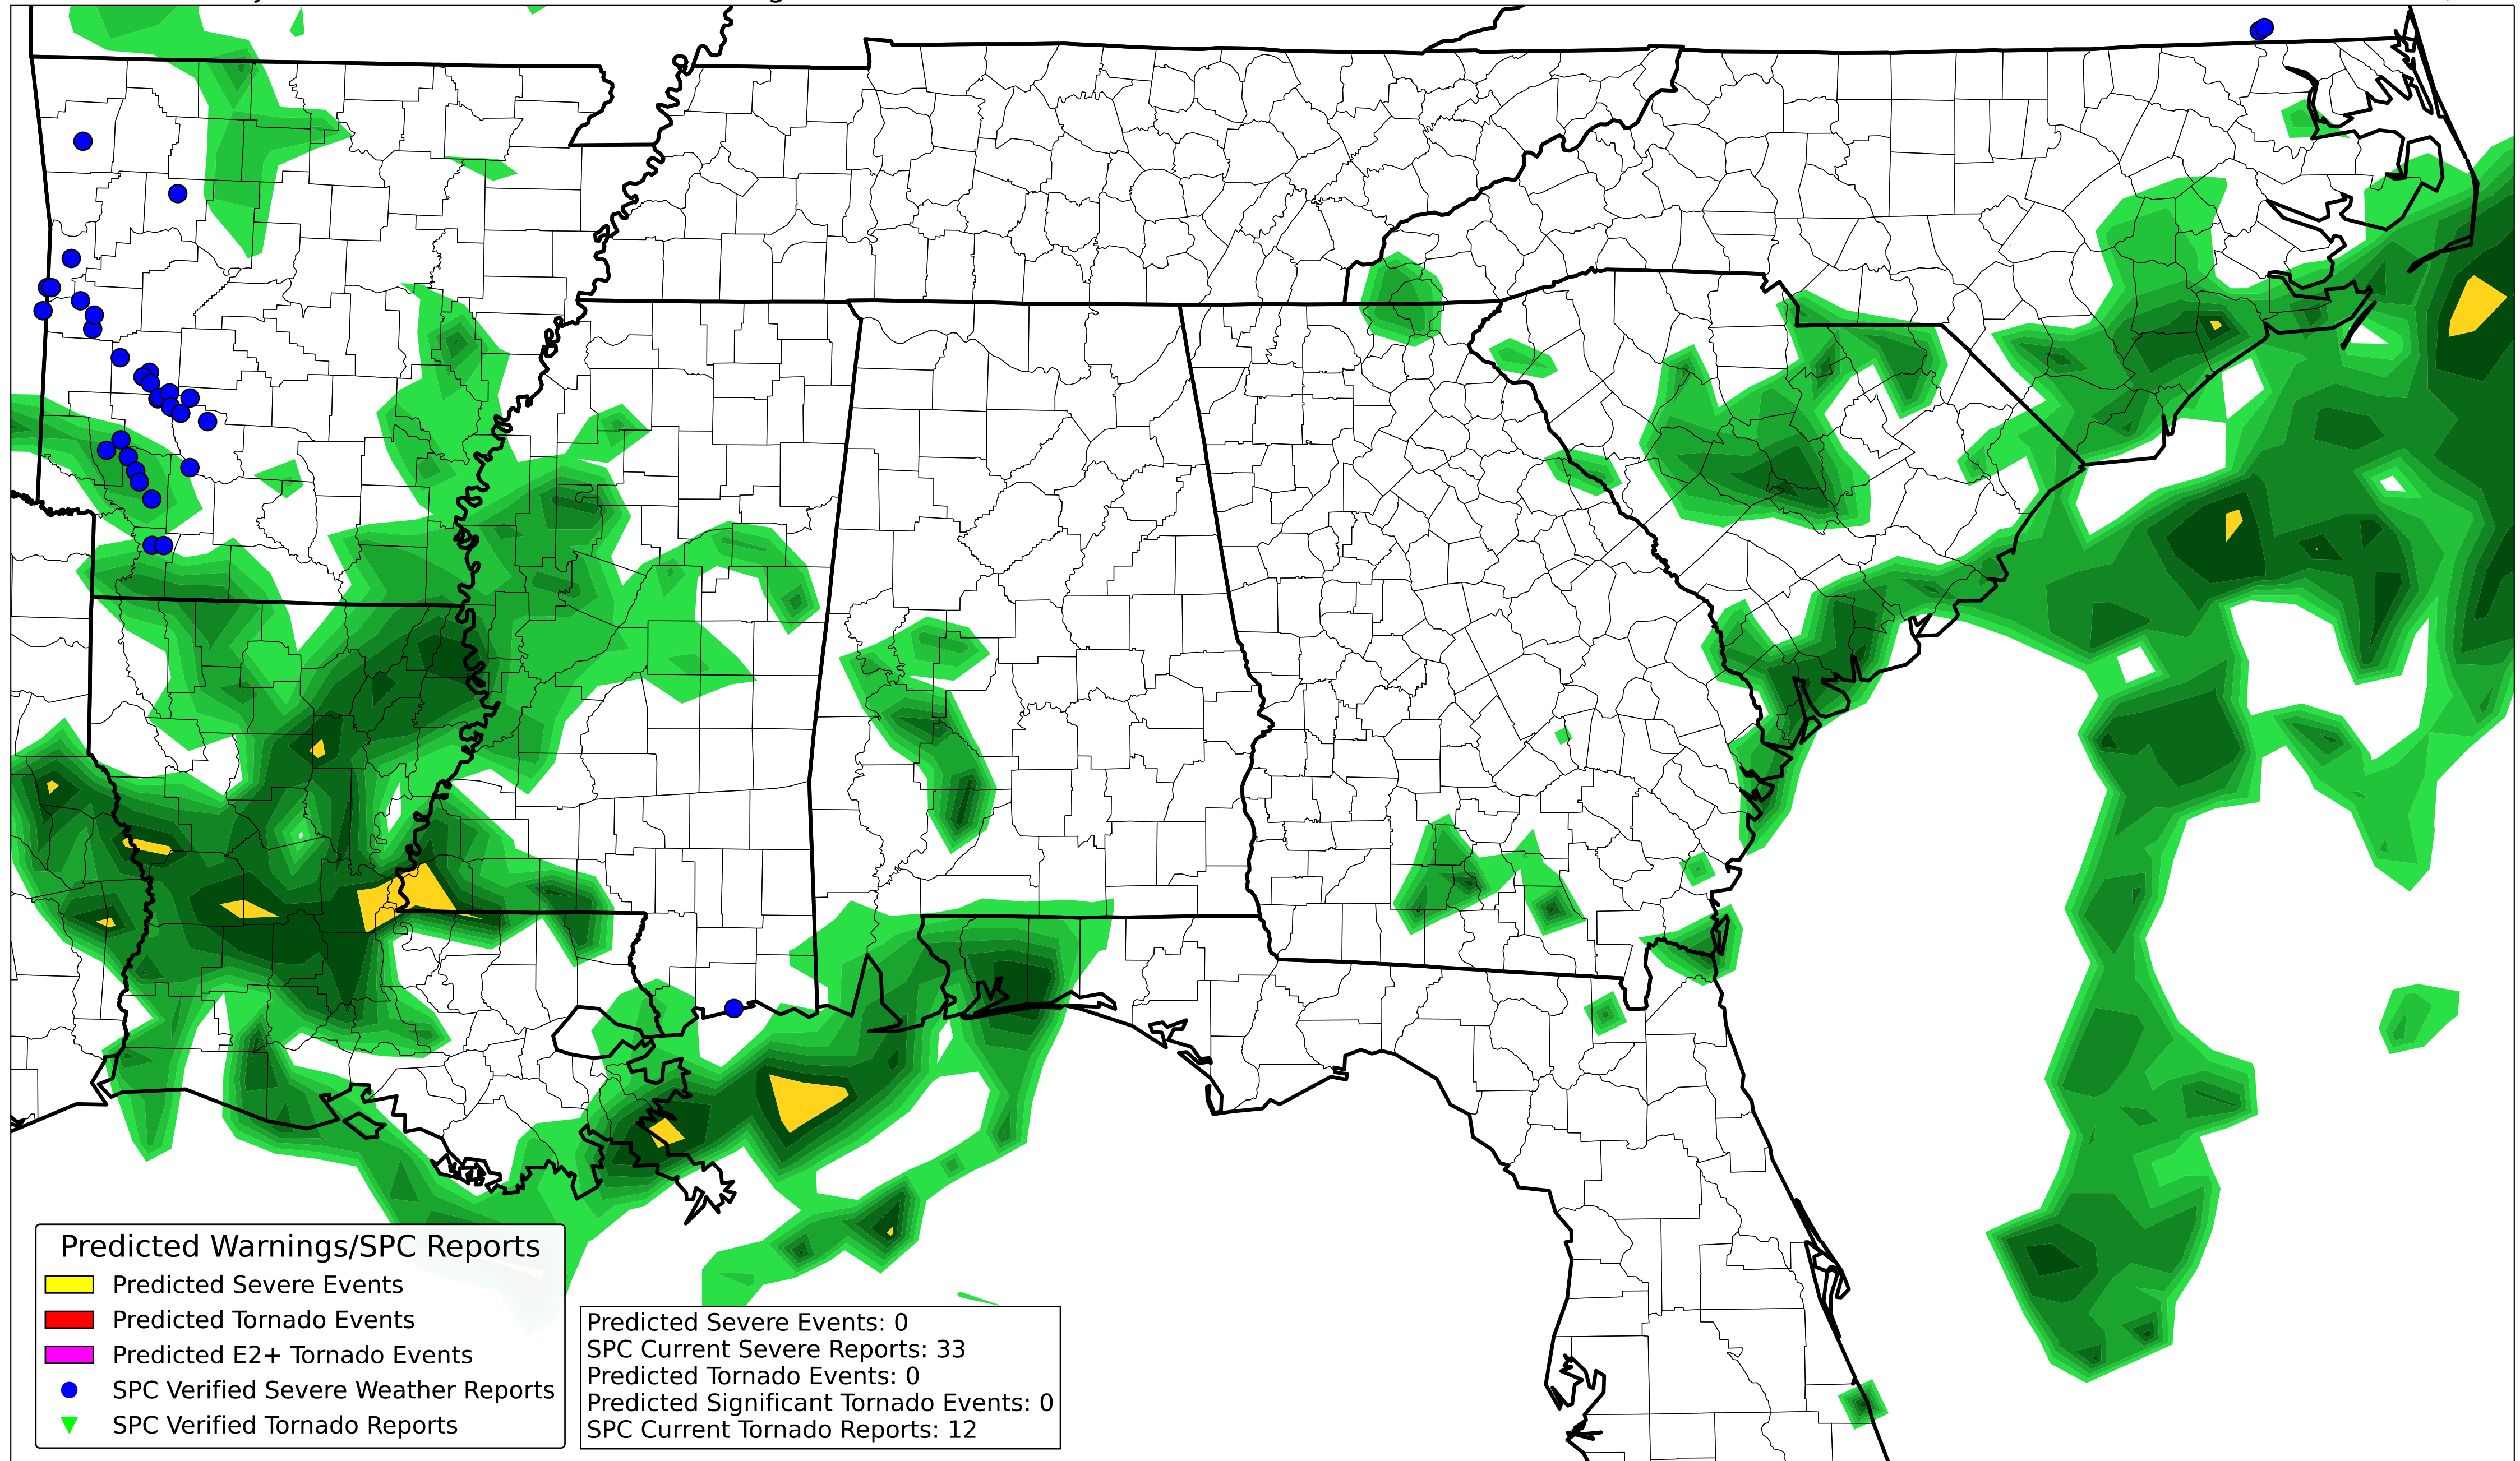 Predicted Warnings/SPC Reports
Predicted Severe Events
Predicted Tornado Events
Predicted E2+ Tornado Events
SPC Verified Severe Weather Reports
SPC Verified Tornado Reports
Predicted Severe Events: 0
SPC Current Severe Reports: 33
Predicted Tornado Events: 0
Predicted Significant Tornado Events: 0
SPC Current Tornado Reports: 12